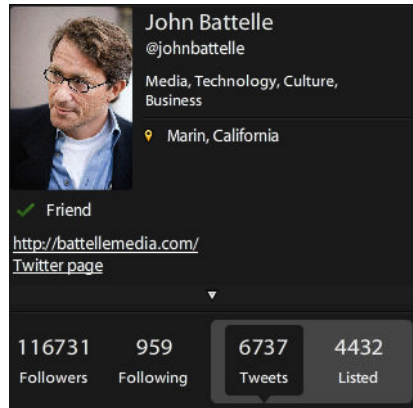 John Battelle
@johnbattelle
Media, Technology, Culture,
Business
Marin, California
Friend
http://battellemedia.com/
Twitter page
116731 959 6737 4432
Followers Following Tweets Listed